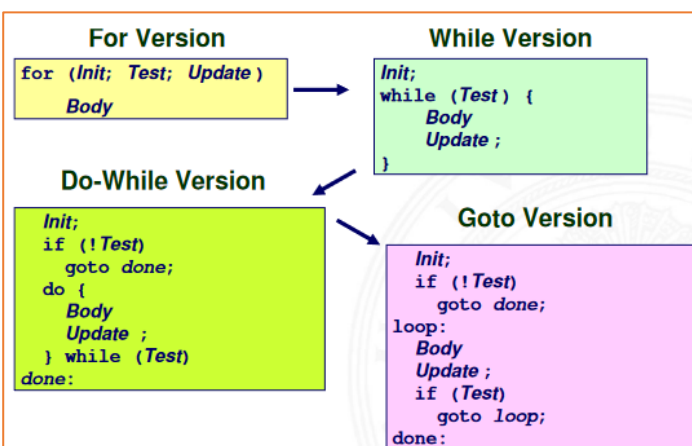 For Version
for (Init; Test; Update )
Body
While Version
Init;
while (Test ) {
Body
Update ;
}
Do-While Version
Init;
if (!Test)
goto done;
do {
Body
Update ;
} while (Test)
done:
Goto Version
Init;
if (!Test)
goto done;
loop:
Body
Update ;
if (Test)
goto loop;
done: